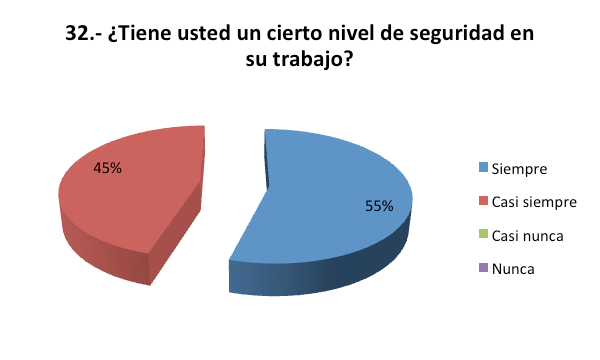 32.- ¿Tiene usted un cierto nivel de seguridad en
su trabajo?
45%
55%
Siempre
Casi siempre
Casi nunca
Nunca